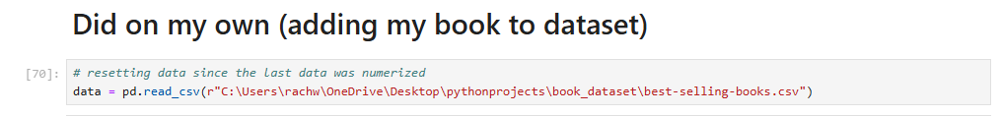 Did on my own (adding my book to dataset)
[70]: # resetting data since the last data was numerized
data = pd.read_csv(r"C:\Users\rachw\OneDrive\Desktop\pythonprojects\book_dataset\best-selling-books.csv")